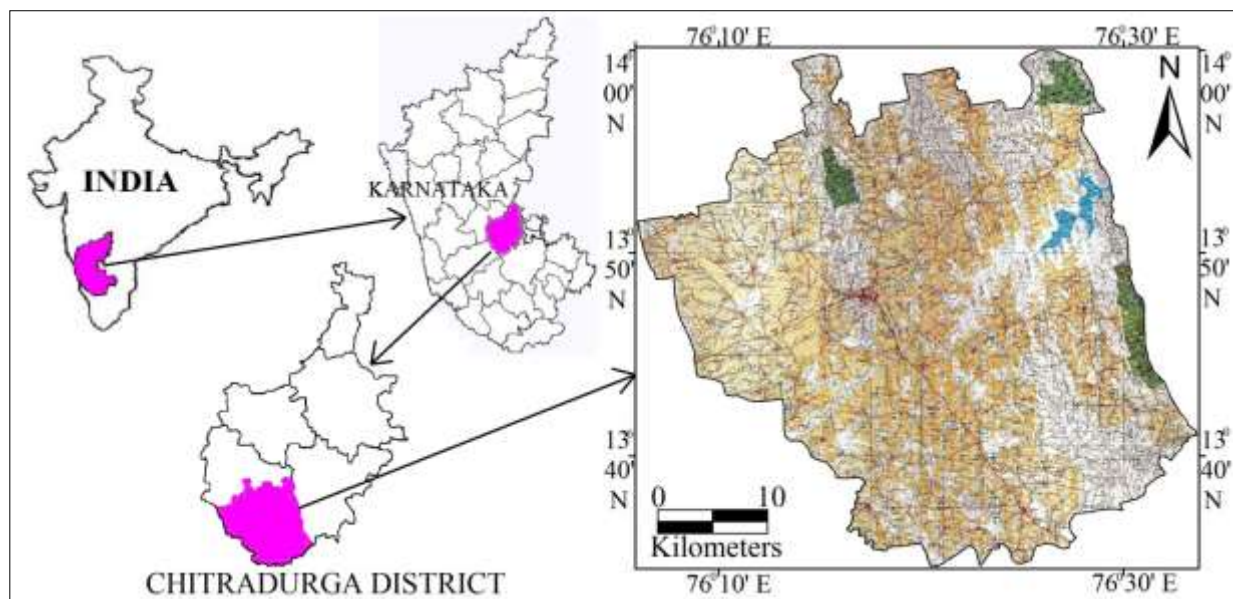 INDIA
KARNATAKA
CHITRADURGA DISTRICT
76°10' E
76°30' E
14°
00'
N
14°
00'
N
N
13°
50'
N
13°
50'
N
13°
40'
N
13°
40'
N
0 10
Kilometers
76°10' E
76°30' E